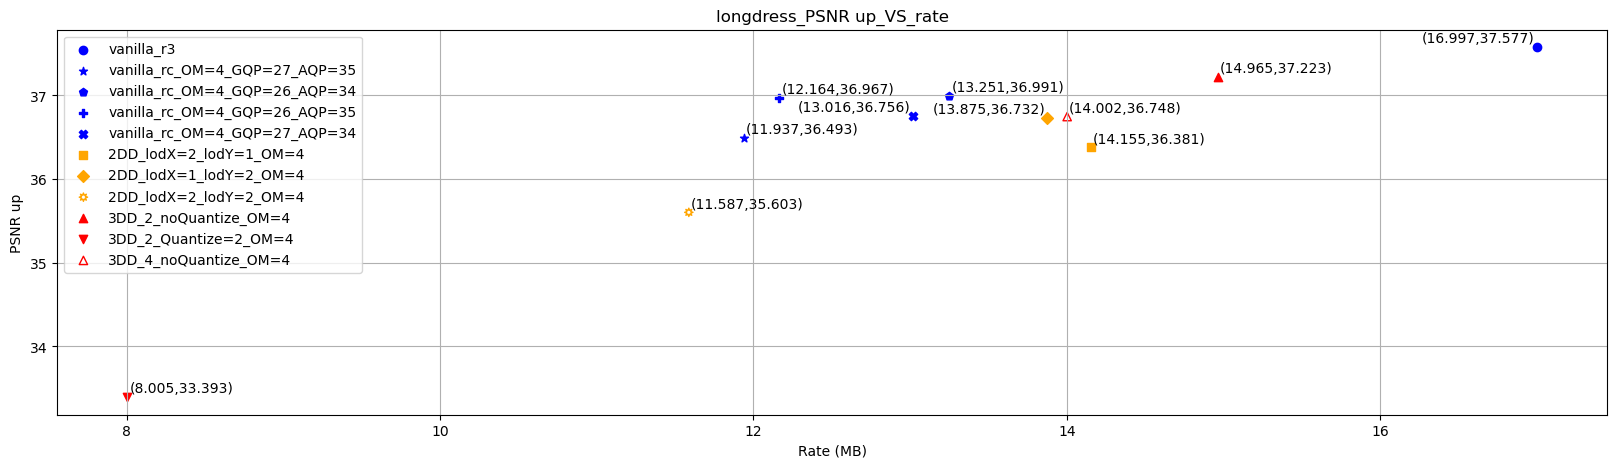 longdress_PSNR up_VS_rate
vanilla_r3
vanilla_rc_OM=4_GQP=27_AQP=35
vanilla_rc_OM=4_GQP=26_AQP=34
vanilla_rc_OM=4_GQP=26_AQP=35
vanilla_rc_OM=4_GQP=27_AQP=34
2DD_lodX=2_lodY=1_OM=4
2DD_lodX=1_lodY=2_OM=4
2DD_lodX=2_lodY=2_OM=4
3DD_2_noQuantize_OM=4
3DD_2_Quantize=2_OM=4
3DD_4_noQuantize_OM=4
(16.997,37.577)
(14.965,37.223)
(12.164,36.967)
(13.251,36.991)
(13.016,36.756)
(13.875,36.732)
(14.002,36.748)
(11.937,36.493)
(14.155,36.381)
(11.587,35.603)
(8.005,33.393)
PSNR up
37
36
35
34
8
10
12
14
16
Rate (MB)